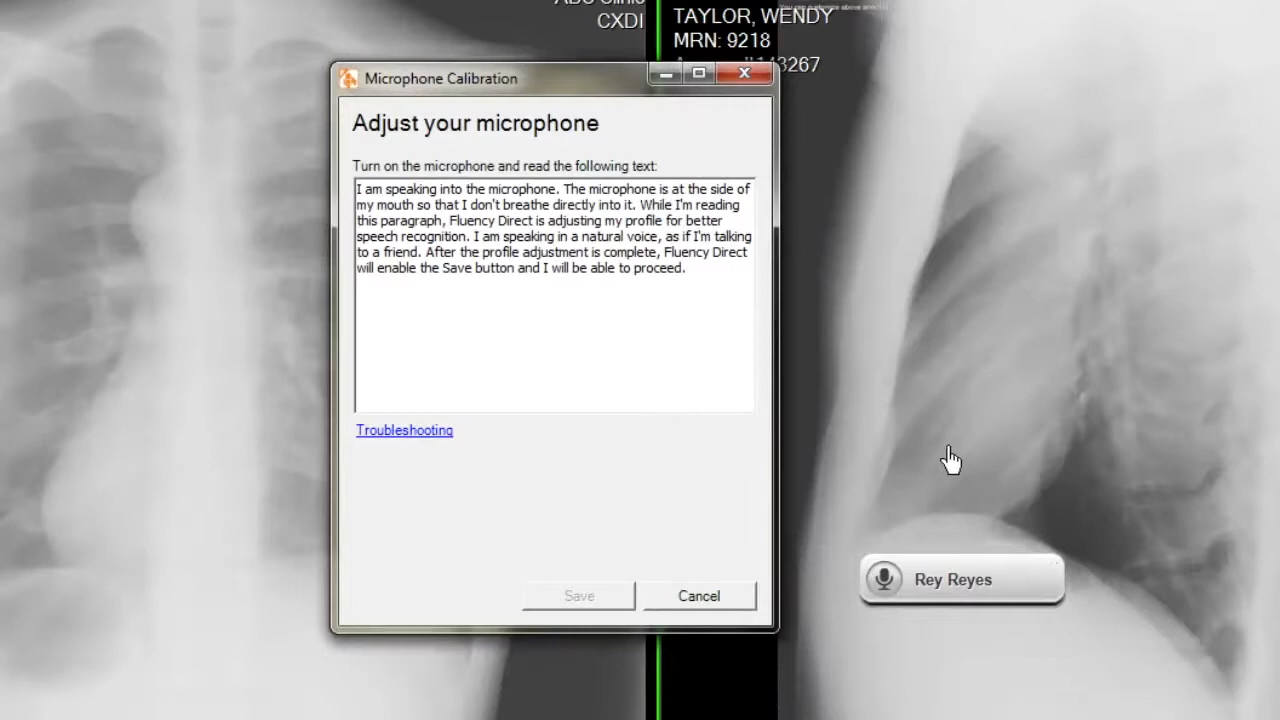 CXDI
TAYLOR, WENDY
MRN: 9218
3267
Microphone Calibration
Adjust your microphone
Turn on the microphone and read the following text:
I am speaking into the microphone. The microphone is at the side of
my mouth so that I don't breathe directly into it. While I'm reading
this paragraph, Fluency Direct is adjusting my profile for better
speech recognition. I am speaking in a natural voice, as if I'm talking
to a friend. After the profile adjustment is complete, Fluency Direct
will enable the Save button and I will be able to proceed.
Troubleshooting
Save
Cancel
Rey Reyes